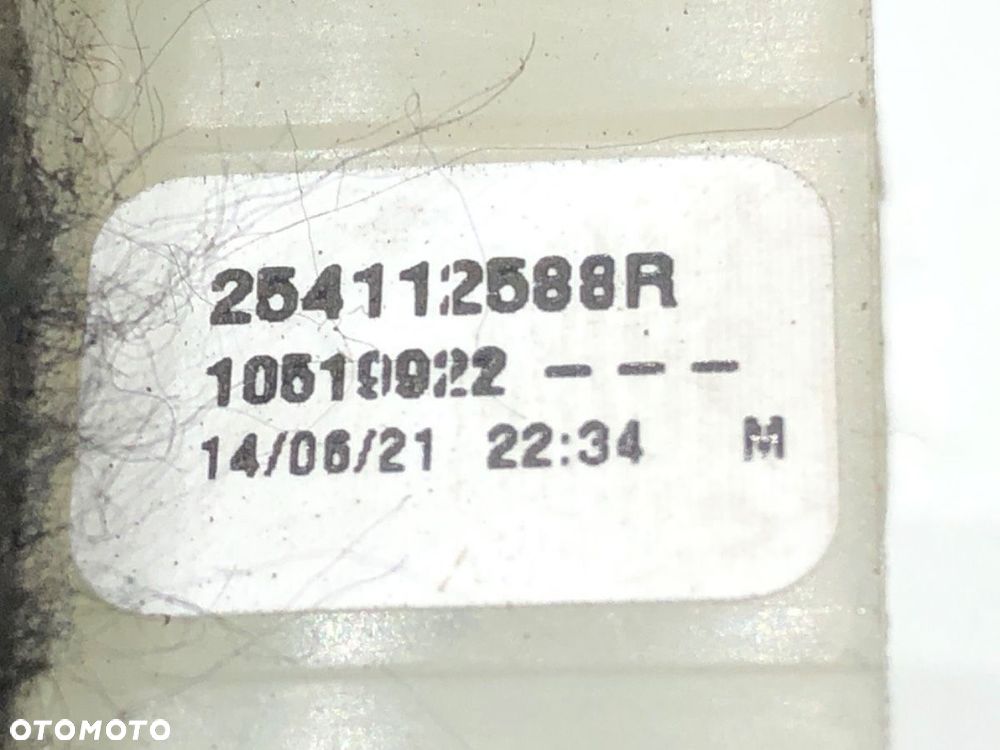 254112588R
10519922 - - -
14/06/21 22:34 M
OTOMOTO